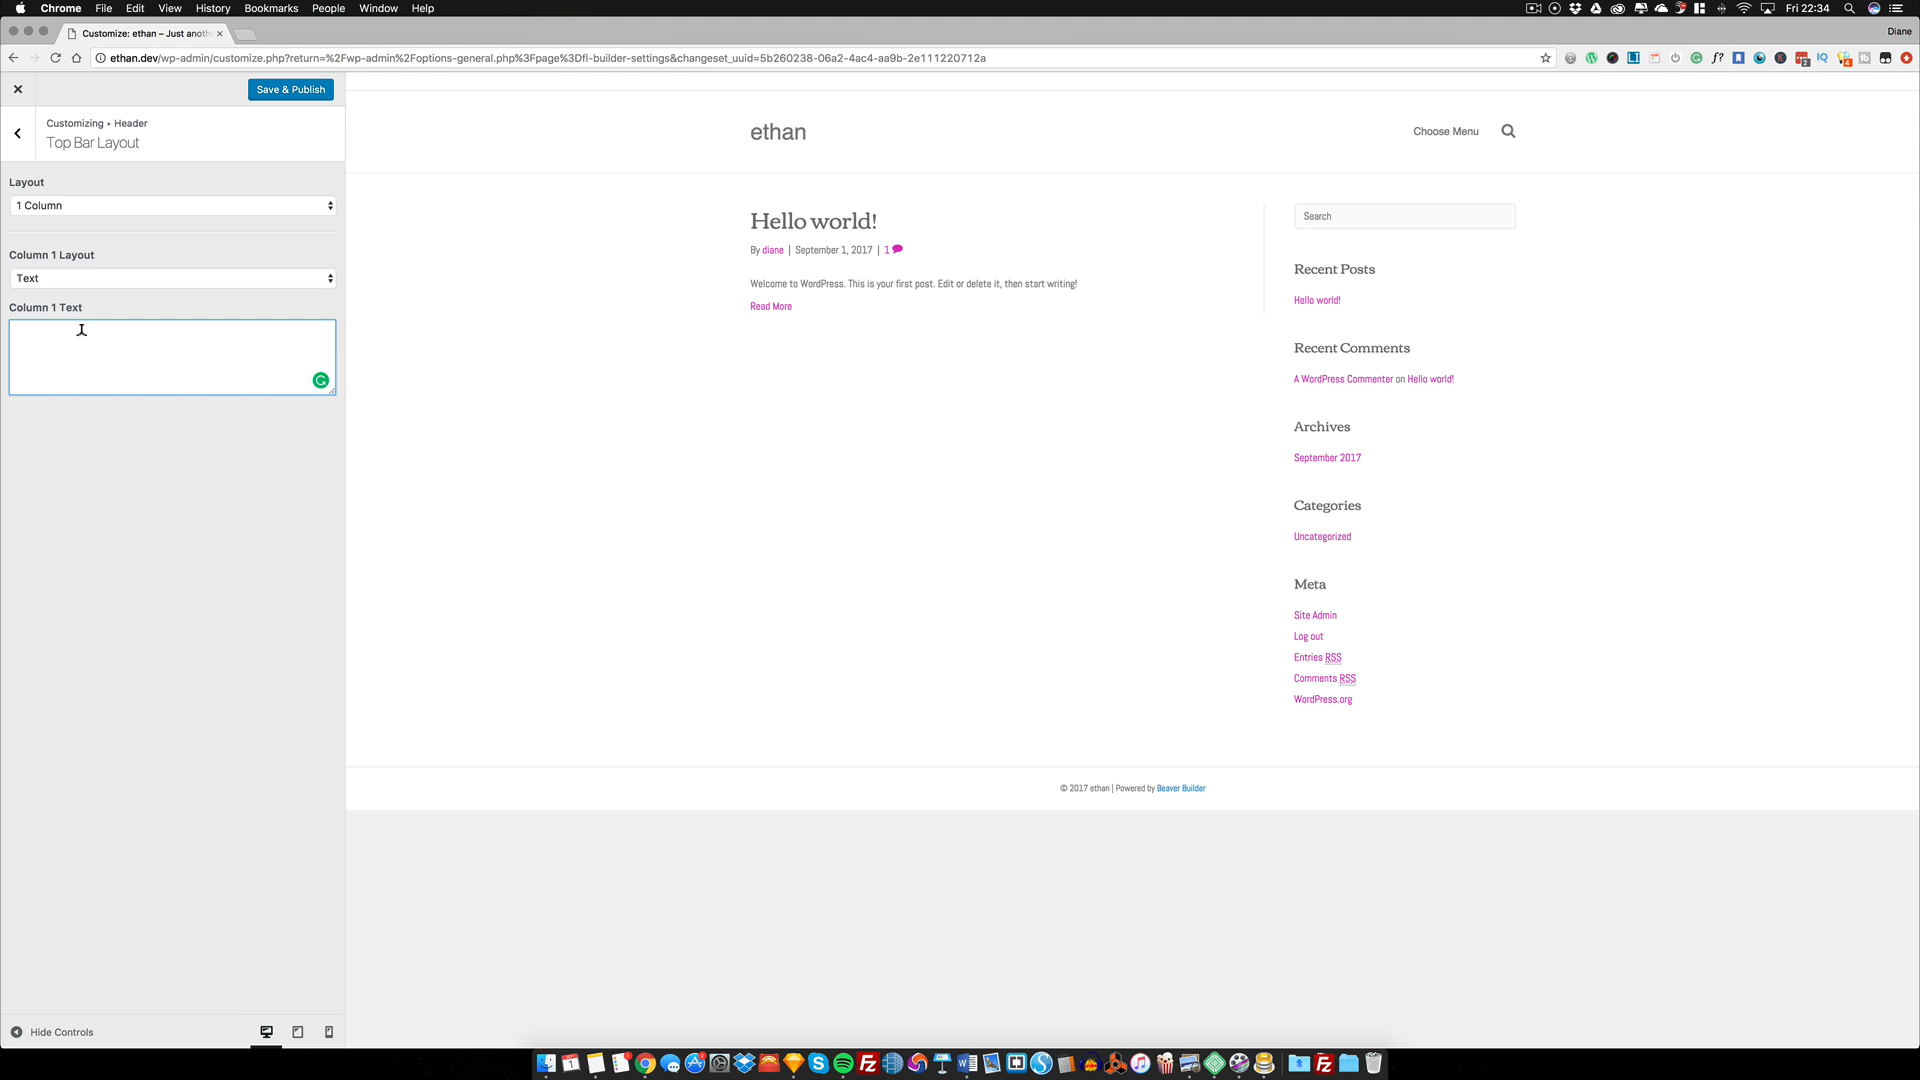 Chrome File Edit View History Bookmarks People Window Help Fri 22:34
Customize: ethan – Just anoth × Diane
ethan.dev/wp-admin/customize.php?return=%2Fwp-admin%2Foptions-general.php%3Fpage%3Dfl-builder-settings&changeset_uuid=5b260238-06a2-4ac4-aa9b-2e111220712a
Save & Publish
Customizing ▸ Header
Top Bar Layout
Layout
1 Column
Column 1 Layout
Text
Column 1 Text
Hide Controls
ethan
Choose Menu
Hello world!
By diane | September 1, 2017 | 1
Welcome to WordPress. This is your first post. Edit or delete it, then start writing!
Read More
Search
Recent Posts
Hello world!
Recent Comments
A WordPress Commenter on Hello world!
Archives
September 2017
Categories
Uncategorized
Meta
Site Admin
Log out
Entries RSS
Comments RSS
WordPress.org
© 2017 ethan | Powered by Beaver Builder